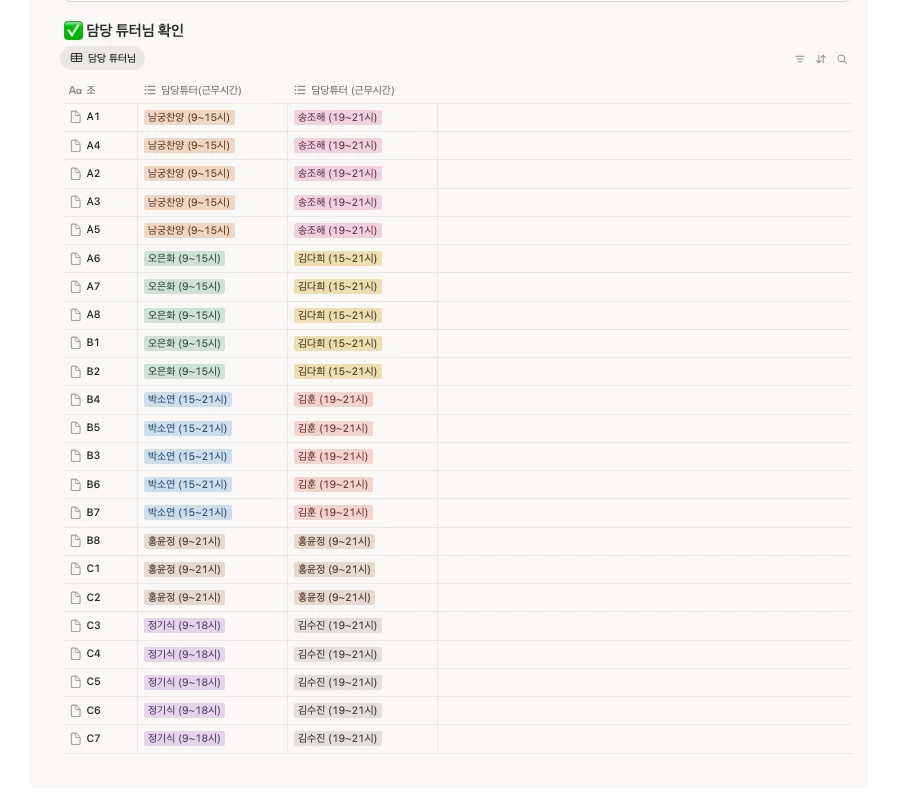 ✅ 담당 튜터님 확인
담당 튜터님
Aa 조 담당튜터(근무시간) 담당튜터 (근무시간)
A1 남궁찬양 (9~15시) 송조해 (19~21시)
A4 남궁찬양 (9~15시) 송조해 (19~21시)
A2 남궁찬양 (9~15시) 송조해 (19~21시)
A3 남궁찬양 (9~15시) 송조해 (19~21시)
A5 남궁찬양 (9~15시) 송조해 (19~21시)
A6 오은화 (9~15시) 김다희 (15~21시)
A7 오은화 (9~15시) 김다희 (15~21시)
A8 오은화 (9~15시) 김다희 (15~21시)
B1 오은화 (9~15시) 김다희 (15~21시)
B2 오은화 (9~15시) 김다희 (15~21시)
B4 박소연 (15~21시) 김훈 (19~21시)
B5 박소연 (15~21시) 김훈 (19~21시)
B3 박소연 (15~21시) 김훈 (19~21시)
B6 박소연 (15~21시) 김훈 (19~21시)
B7 박소연 (15~21시) 김훈 (19~21시)
B8 홍윤정 (9~21시) 홍윤정 (9~21시)
C1 홍윤정 (9~21시) 홍윤정 (9~21시)
C2 홍윤정 (9~21시) 홍윤정 (9~21시)
C3 정기식 (9~18시) 김수진 (19~21시)
C4 정기식 (9~18시) 김수진 (19~21시)
C5 정기식 (9~18시) 김수진 (19~21시)
C6 정기식 (9~18시) 김수진 (19~21시)
C7 정기식 (9~18시) 김수진 (19~21시)